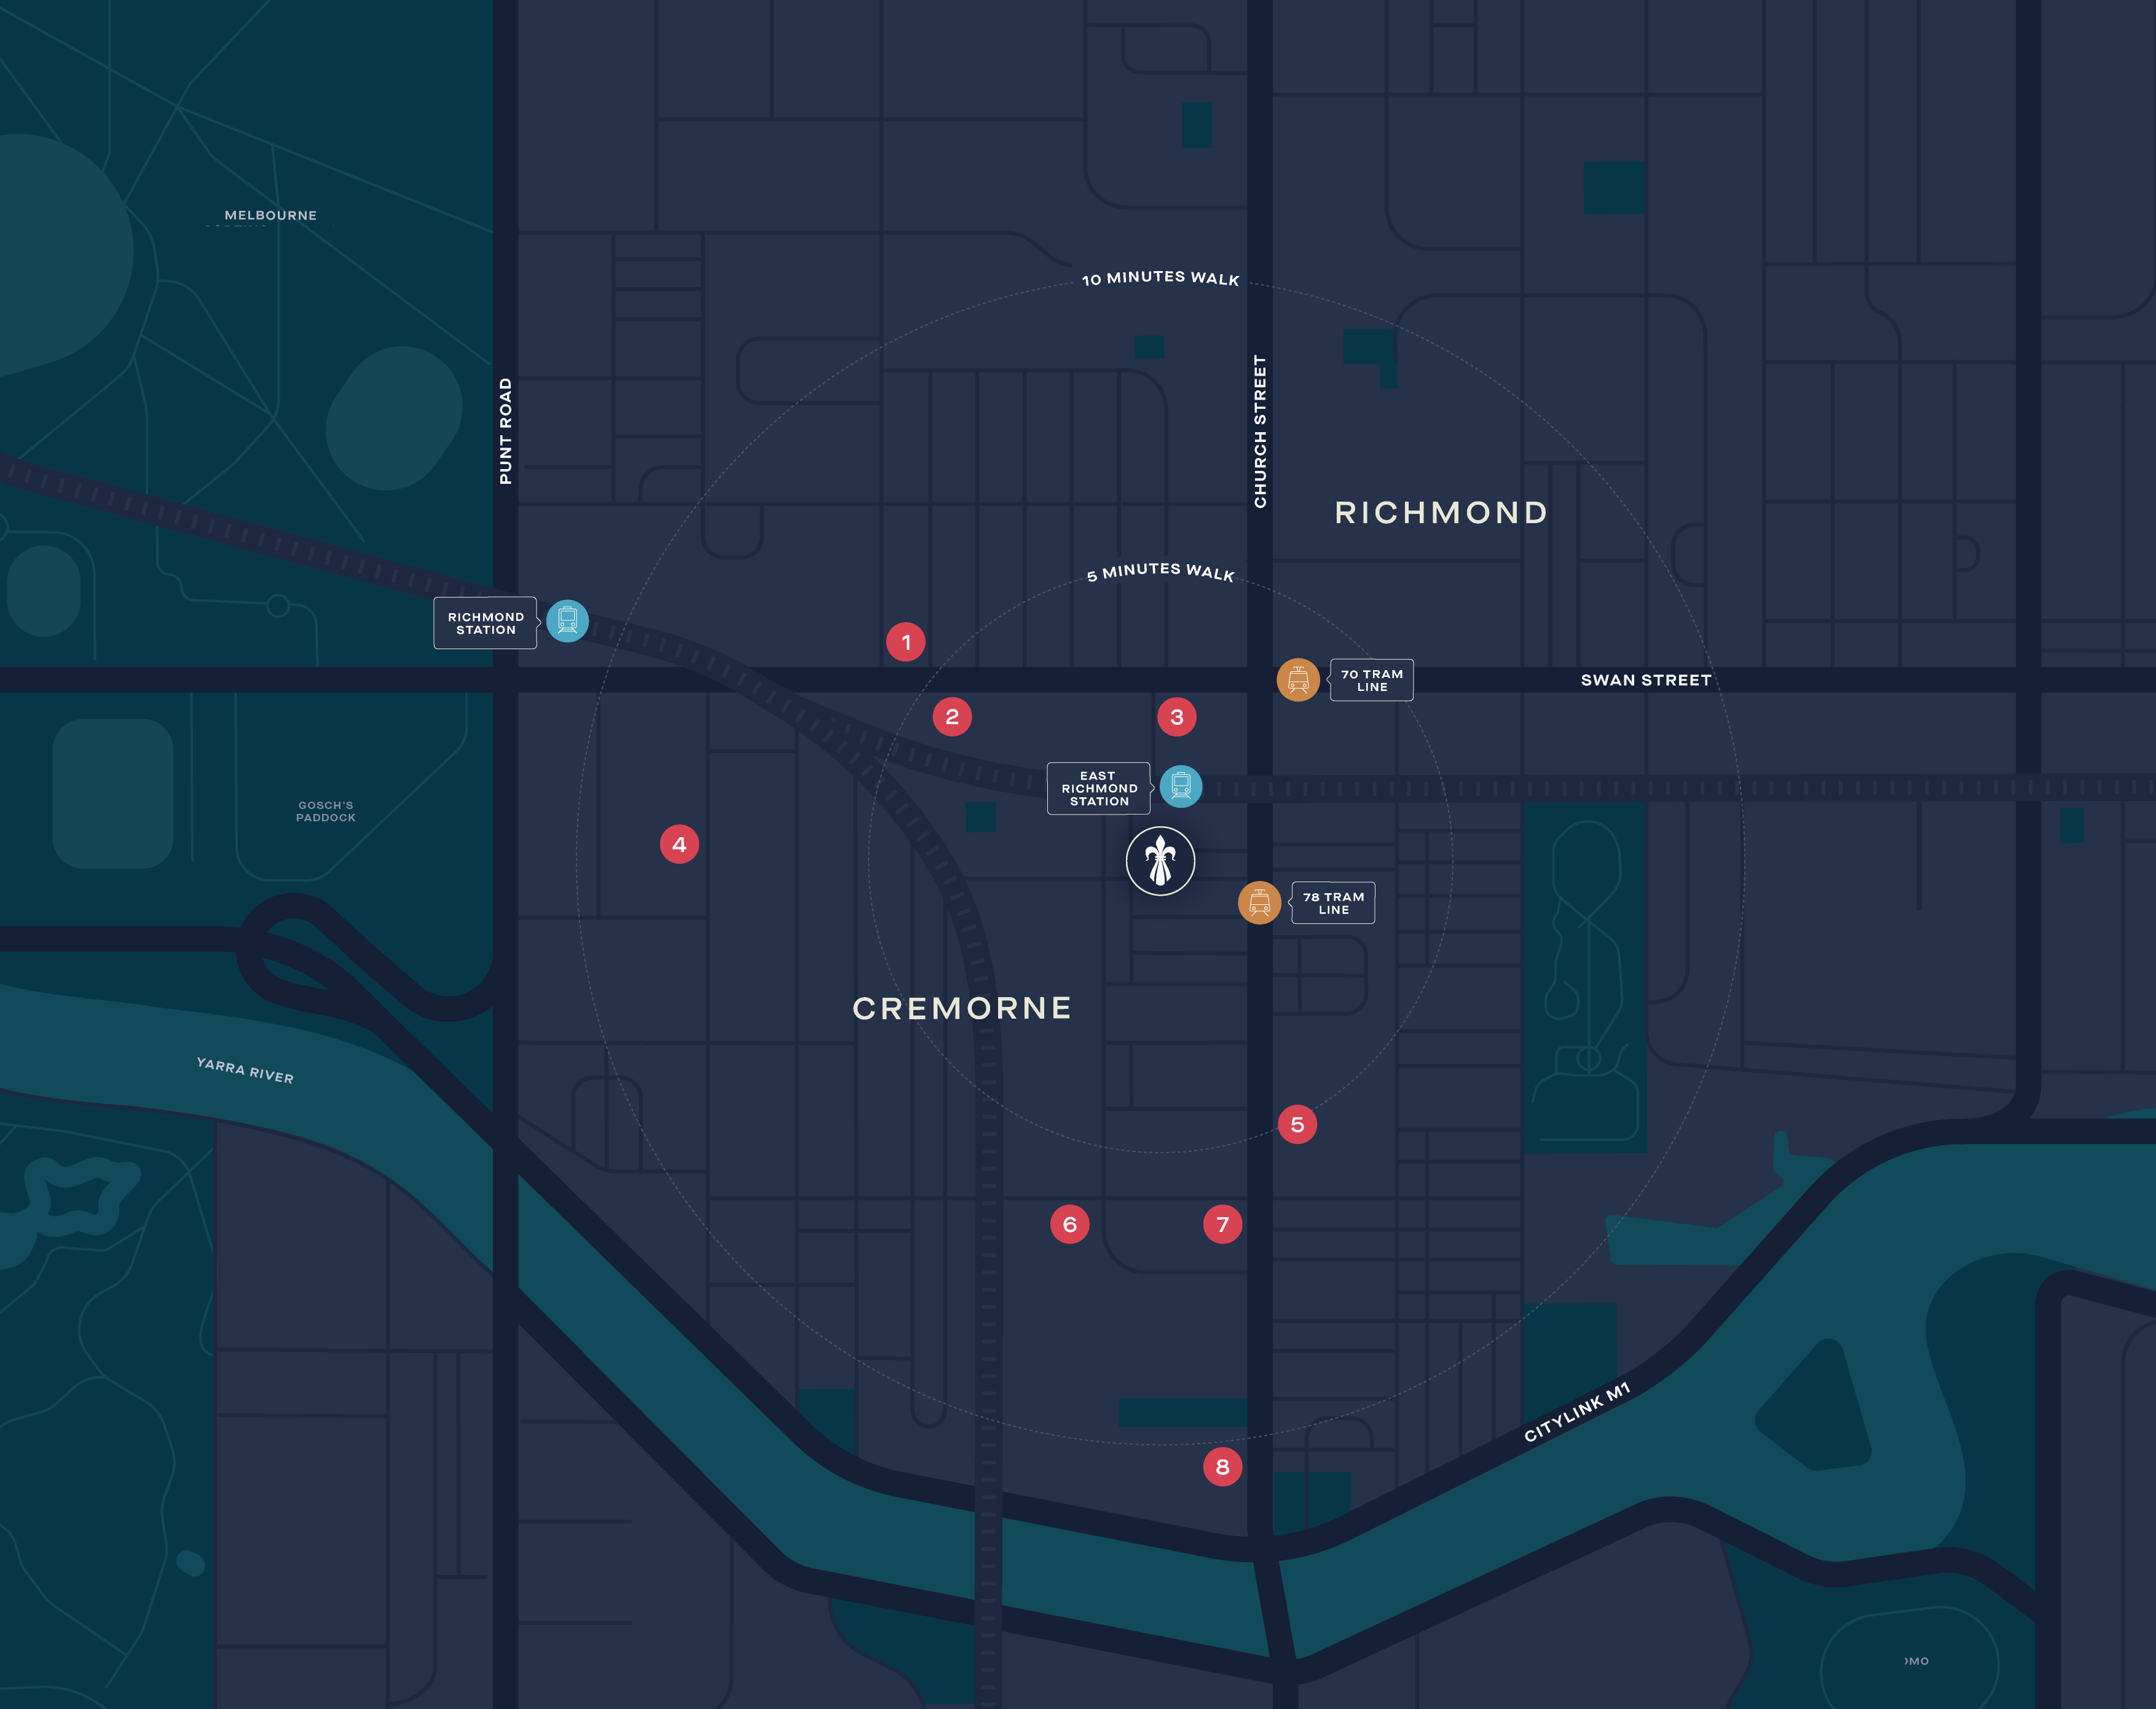 MELBOURNE
10 MINUTES WALK
PUNT ROAD
CHURCH STREET
RICHMOND
5 MINUTES WALK
RICHMOND
STATION
1
70 TRAM
LINE
SWAN STREET
2
3
EAST
RICHMOND
STATION
GOSCH'S
PADDOCK
4
78 TRAM
LINE
CREMORNE
YARRA RIVER
5
6
7
CITYLINK M1
8